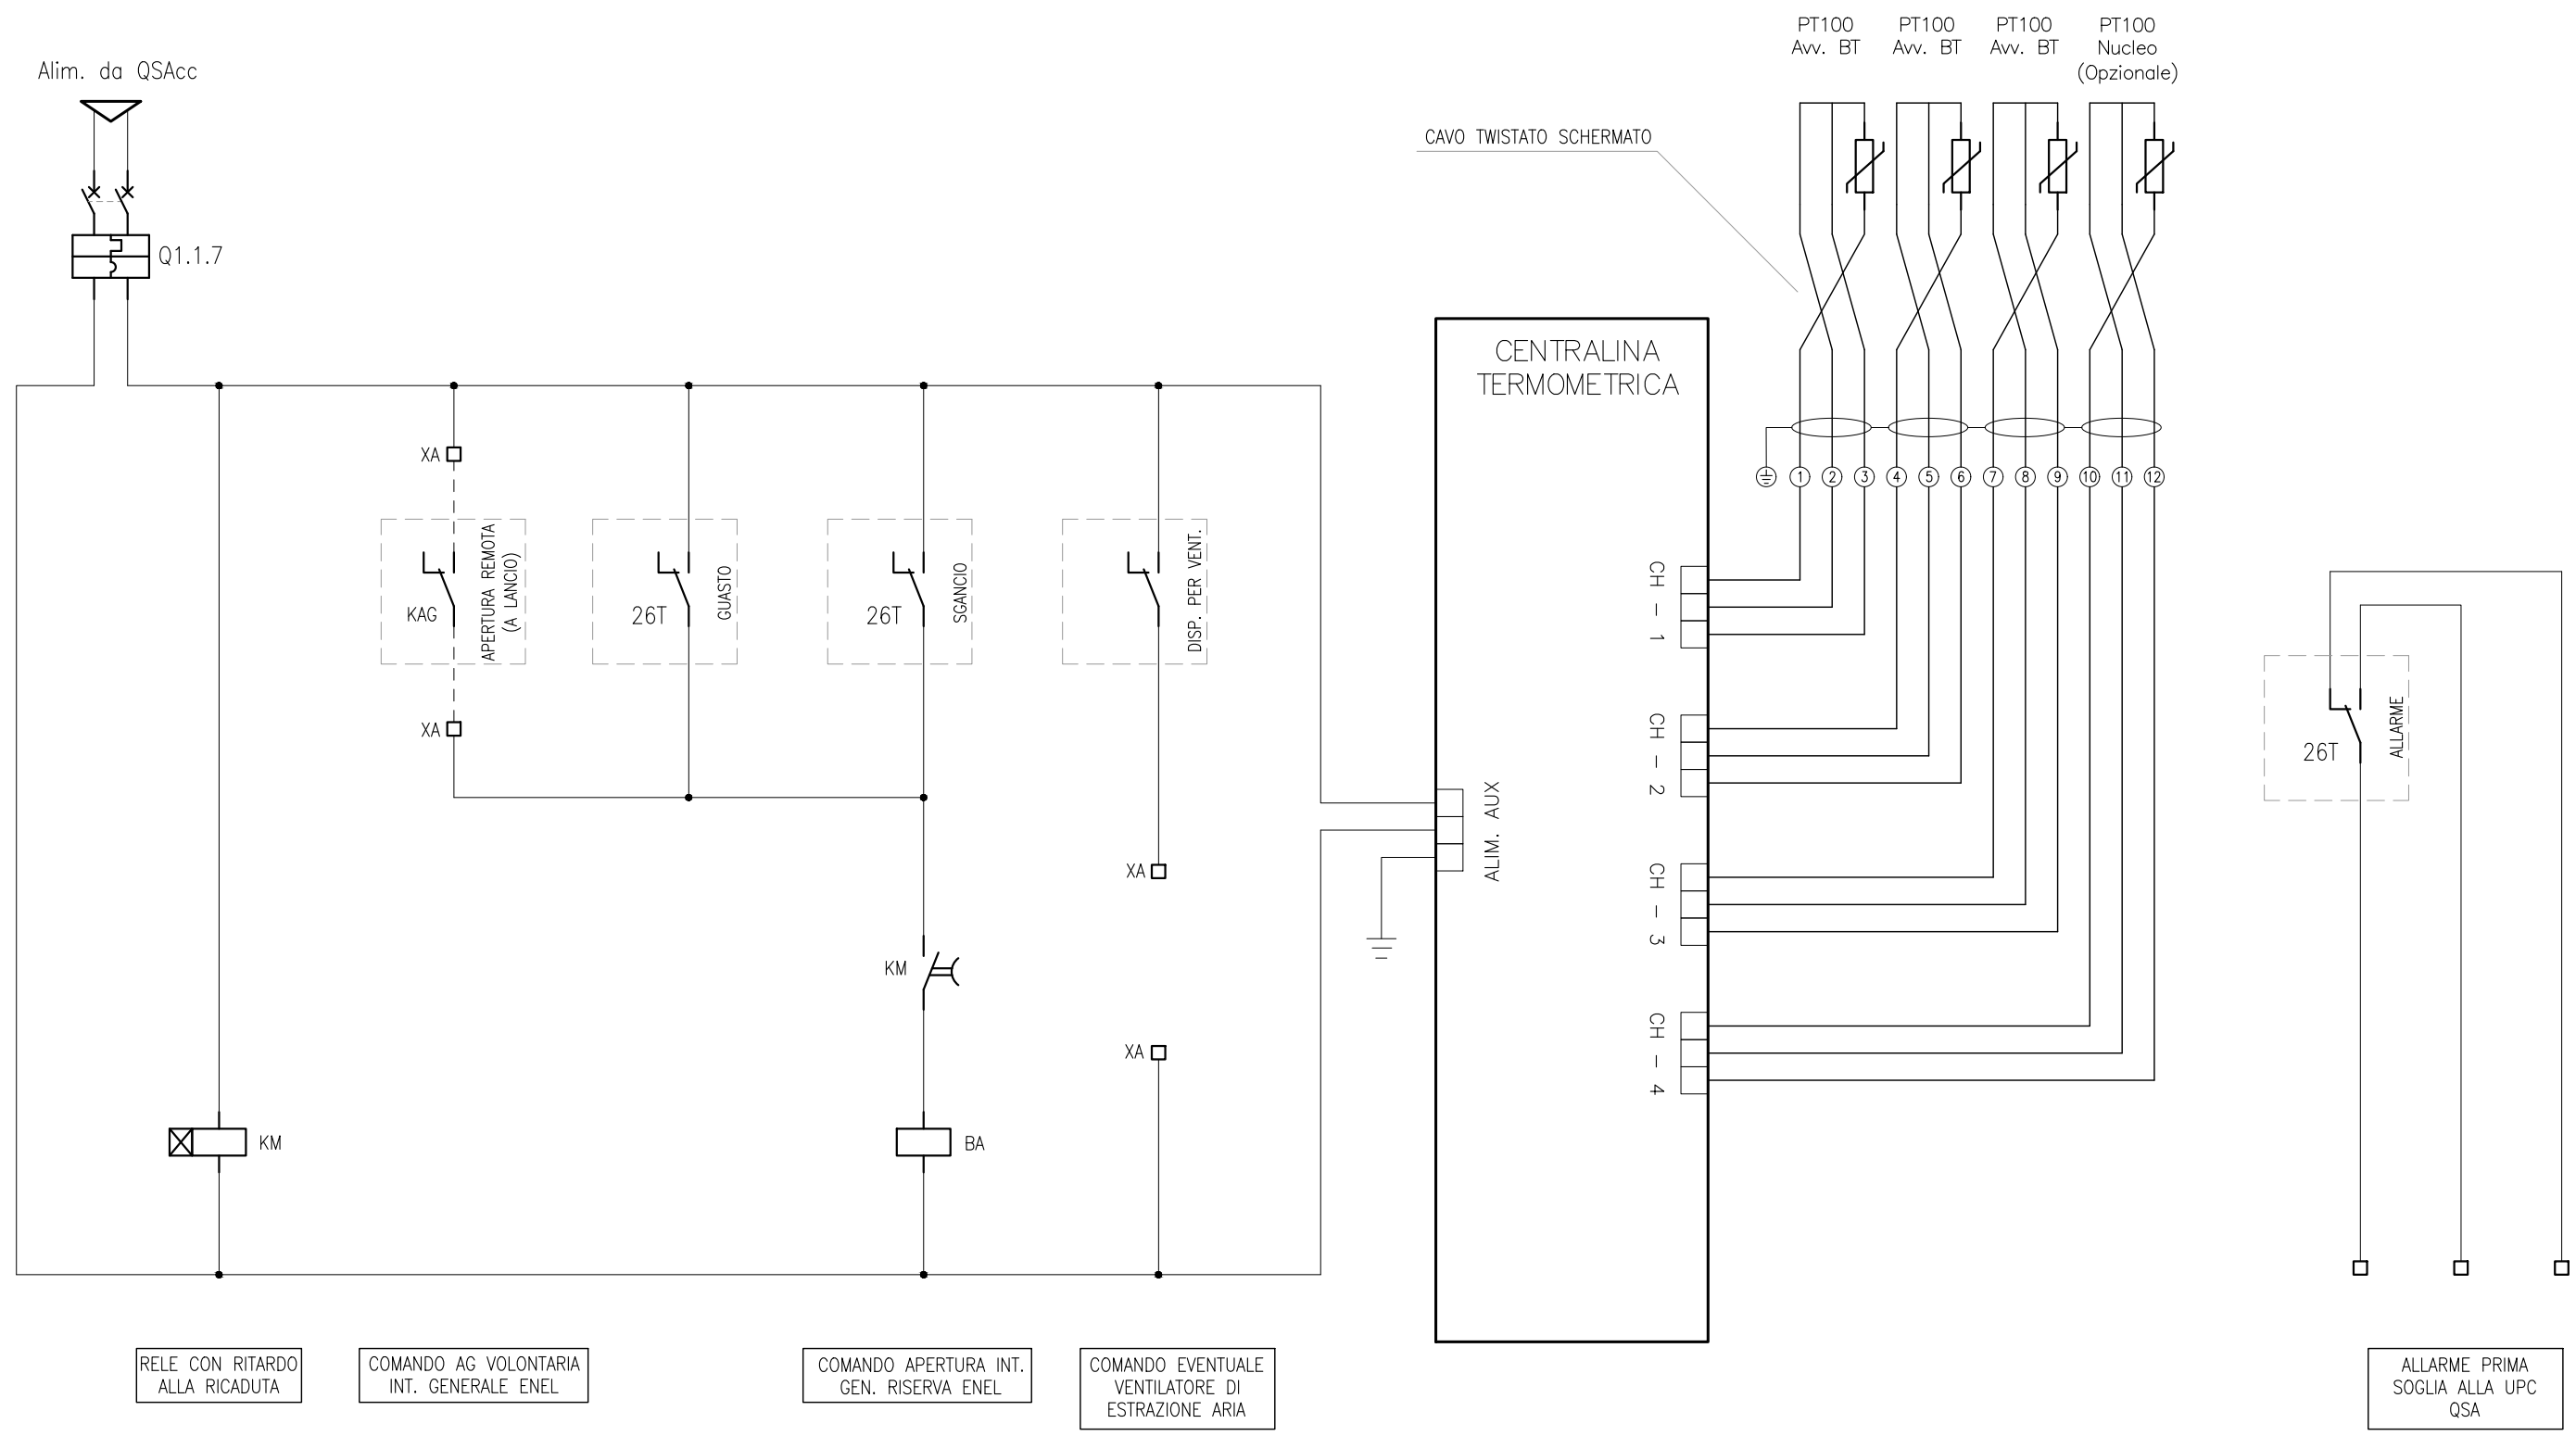 Alim. da QSAcc
Q1.1.7
PT100
Avv. BT
PT100
Avv. BT
PT100
Avv. BT
PT100
Nucleo
(Opzionale)
CAVO TWISTATO SCHERMATO
CENTRALINA
TERMOMETRICA
XA
KAG
APERTURA REMOTA
(A LANCIO)
XA
26T
GUASTO
26T
SGANCIO
DISP. PER VENT.
XA
XA
KM
KM
BA
ALIM. AUX
1
2
3
4
5
6
7
8
9
10
11
12
CH - 1
CH - 2
CH - 3
CH - 4
26T
ALLARME
RELE CON RITARDO
ALLA RICADUTA
COMANDO AG VOLONTARIA
INT. GENERALE ENEL
COMANDO APERTURA INT.
GEN. RISERVA ENEL
COMANDO EVENTUALE
VENTILATORE DI
ESTRAZIONE ARIA
ALLARME PRIMA
SOGLIA ALLA UPC
QSA